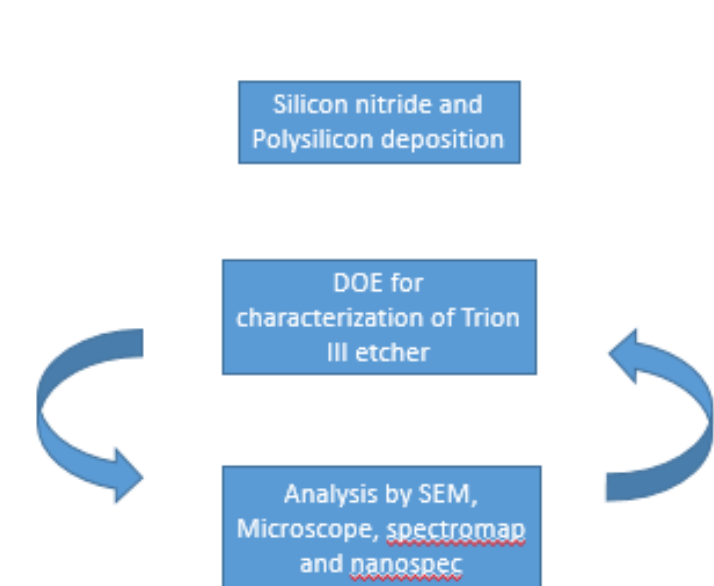 Silicon nitride and
Polysilicon deposition
DOE for
characterization of Trion
III etcher
Analysis by SEM,
Microscope, spectromap
and nanospec